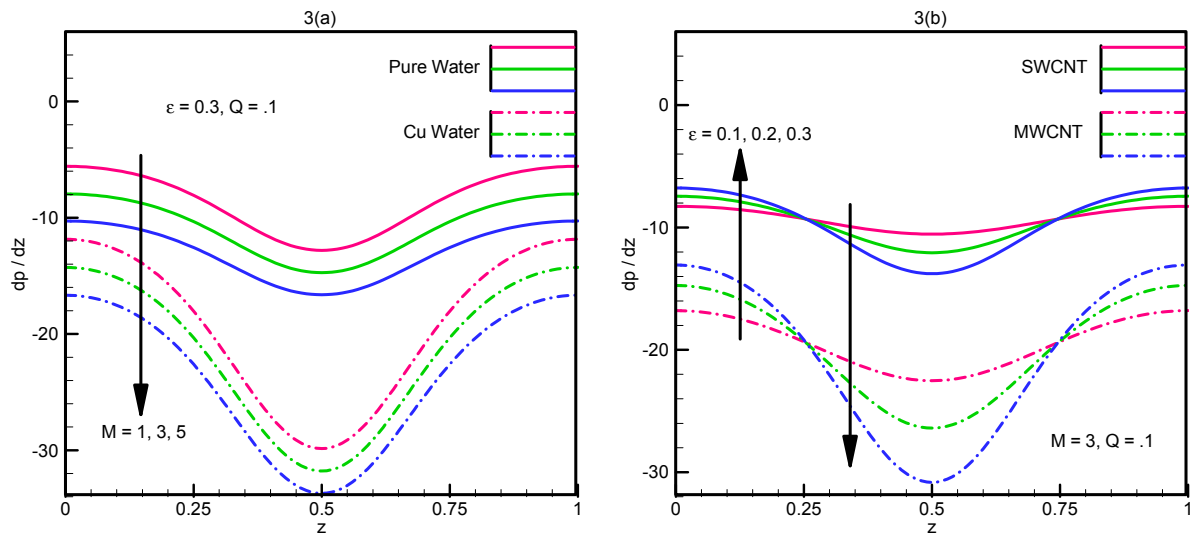 3(a)
Pure Water
Cu Water
ε = 0.3, Q = .1
M = 1, 3, 5
dp / dz
0
-10
-20
-30
0
0.25
0.5
0.75
1
z
3(b)
SWCNT
MWCNT
ε = 0.1, 0.2, 0.3
M = 3, Q = .1
dp / dz
0
-10
-20
-30
0
0.25
0.5
0.75
1
z